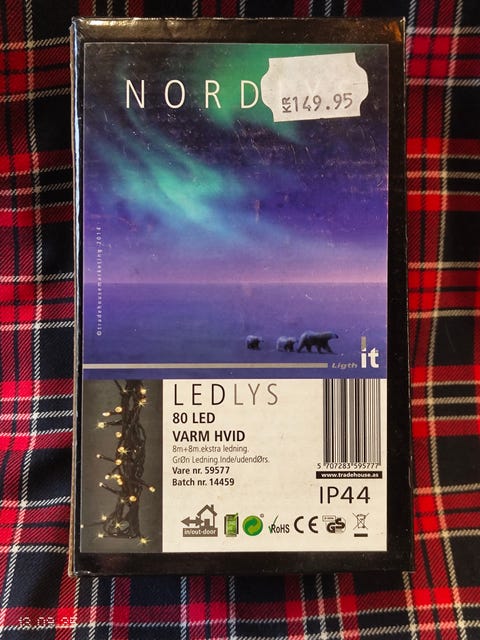 NORD
KR 149.95
©tradehousemarketing 2014
Ligth it
LEDLYS
80 LED
VARM HVID
8m+8m.ekstra ledning.
GrØn Ledning.Inde/udendØrs.
Vare nr. 59577
Batch nr. 14459
5 707283 595777
www.tradehouse.as
IP44
in/out-door
RoHS
CE
GS